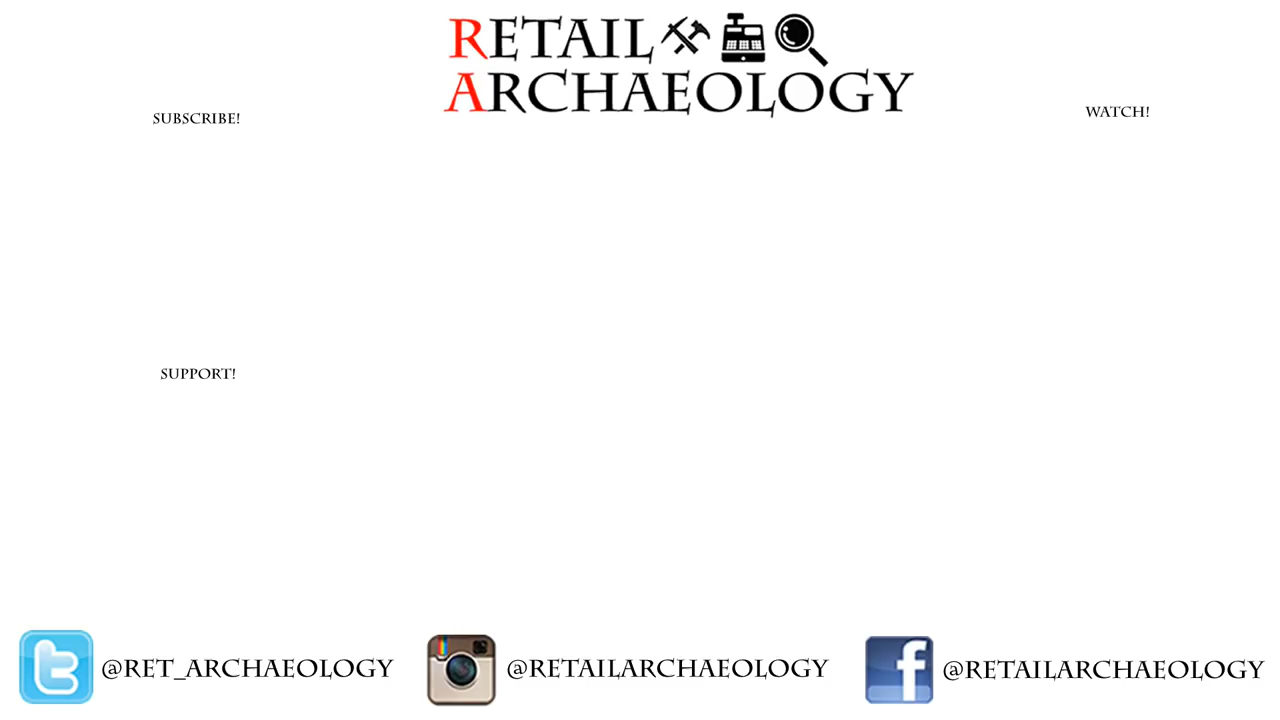 RETAIL
ARCHAEOLOGY
SUBSCRIBE!
WATCH!
SUPPORT!
@RET_ARCHAEOLOGY
@RETAILARCHAEOLOGY
@RETAILARCHAEOLOGY